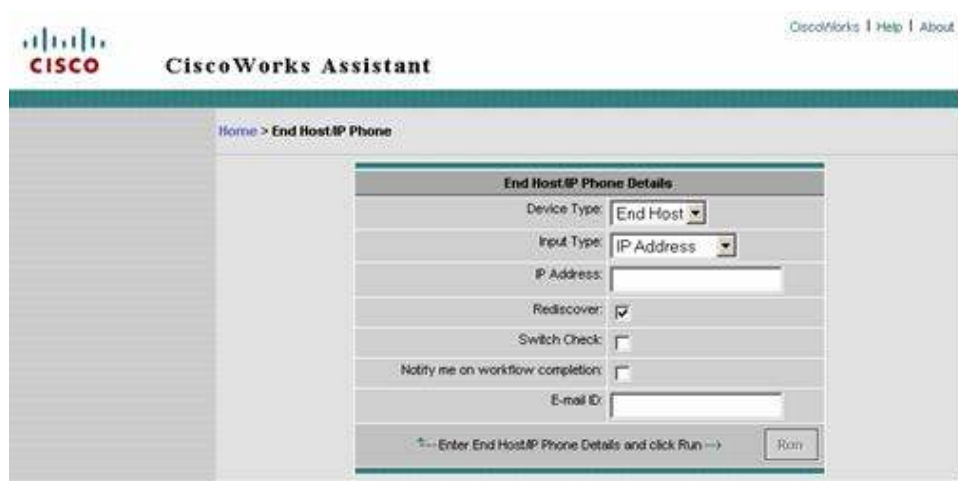 CiscoWorks | Help | About
CISCO
CiscoWorks Assistant
Home > End Host/IP Phone
End Host/IP Phone Details
Device Type: End Host
Input Type: IP Address
IP Address:
Rediscover:
Switch Check:
Notify me on workflow completion:
E-mail ID:
Enter End Host/IP Phone Details and click Run
Run